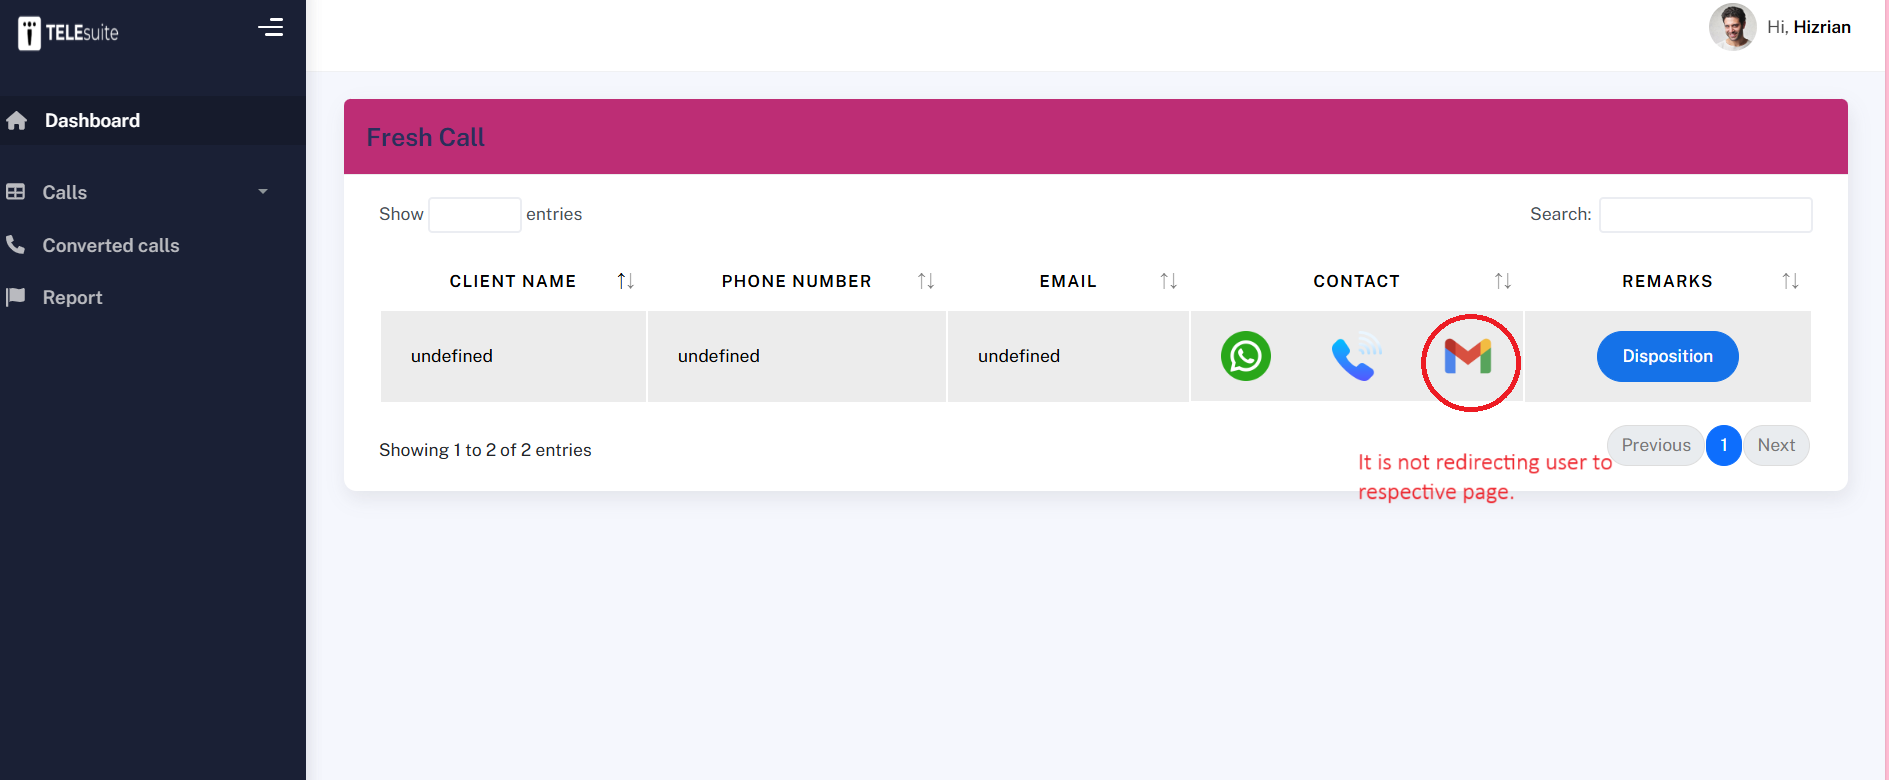 TELEsuite
Hi, Hizrian
Dashboard
Calls
Converted calls
Report
Fresh Call
Show entries
Search:
CLIENT NAME PHONE NUMBER EMAIL CONTACT REMARKS
undefined undefined undefined Disposition
Showing 1 to 2 of 2 entries
Previous 1 Next
It is not redirecting user to
respective page.